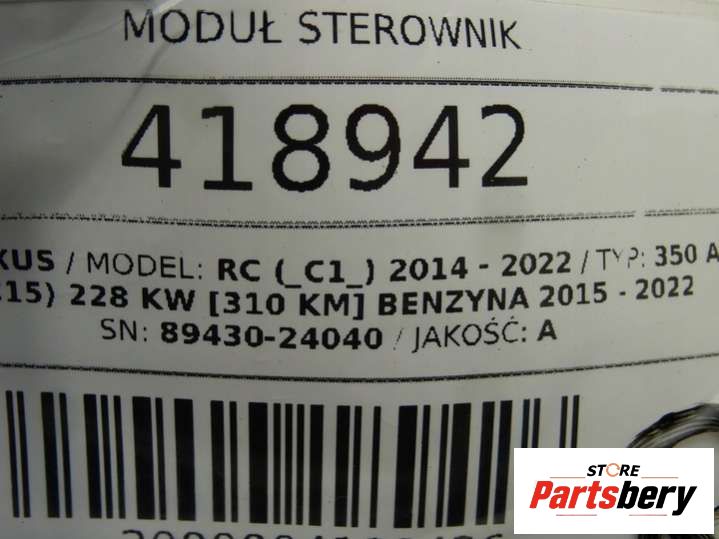 MODUŁ STEROWNIK
418942
XUS / MODEL: RC (_C1_) 2014 - 2022 / TYP: 350 A
15) 228 KW [310 KM] BENZYNA 2015 - 2022
SN: 89430-24040 / JAKOŚĆ: A
STORE
Partsbery